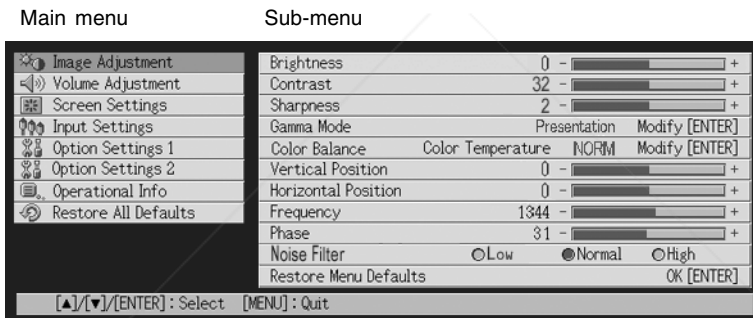 Main menu Sub-menu
Image Adjustment
Volume Adjustment
Screen Settings
Input Settings
Option Settings 1
Option Settings 2
Operational Info
Restore All Defaults
Brightness 0 - +
Contrast 32 - +
Sharpness 2 - +
Gamma Mode Presentation Modify [ENTER]
Color Balance Color Temperature NORM Modify [ENTER]
Vertical Position 0 - +
Horizontal Position 0 - +
Frequency 1344 - +
Phase 31 - +
Noise Filter Low Normal High
Restore Menu Defaults OK [ENTER]
[▲]/[▼]/[ENTER] : Select [MENU] : Quit